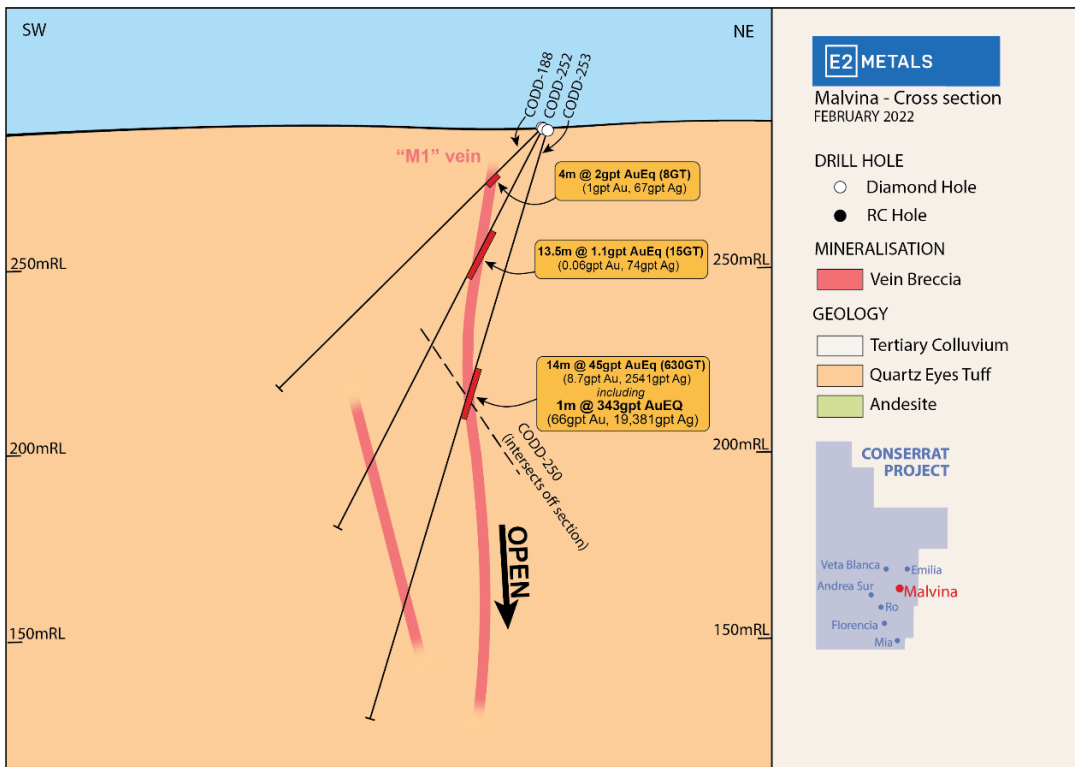 SW
NE
CODD-188
CODD-252
CODD-253
“M1” vein
4m @ 2gpt AuEq (8GT)
(1gpt Au, 67gpt Ag)
13.5m @ 1.1gpt AuEq (15GT)
(0.06gpt Au, 74gpt Ag)
14m @ 45gpt AuEq (630GT)
(8.7gpt Au, 2541gpt Ag)
including
1m @ 343gpt AuEQ
(66gpt Au, 19,381gpt Ag)
CODD-250
(intersects off section)
OPEN
250mRL
250mRL
200mRL
200mRL
150mRL
150mRL
E2 METALS
Malvina - Cross section
FEBRUARY 2022
DRILL HOLE
Diamond Hole
RC Hole
MINERALISATION
Vein Breccia
GEOLOGY
Tertiary Colluvium
Quartz Eyes Tuff
Andesite
CONSERRAT
PROJECT
Veta Blanca
Emilia
Andrea Sur
Malvina
Ro
Florencia
Mia